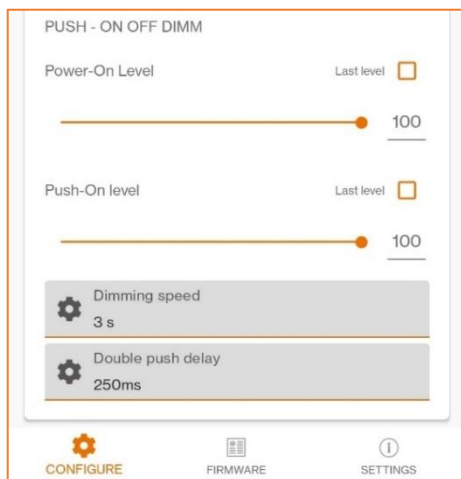 PUSH - ON OFF DIMM
Power-On Level Last level
100
Push-On level Last level
100
Dimming speed
3 s
Double push delay
250ms
CONFIGURE FIRMWARE SETTINGS